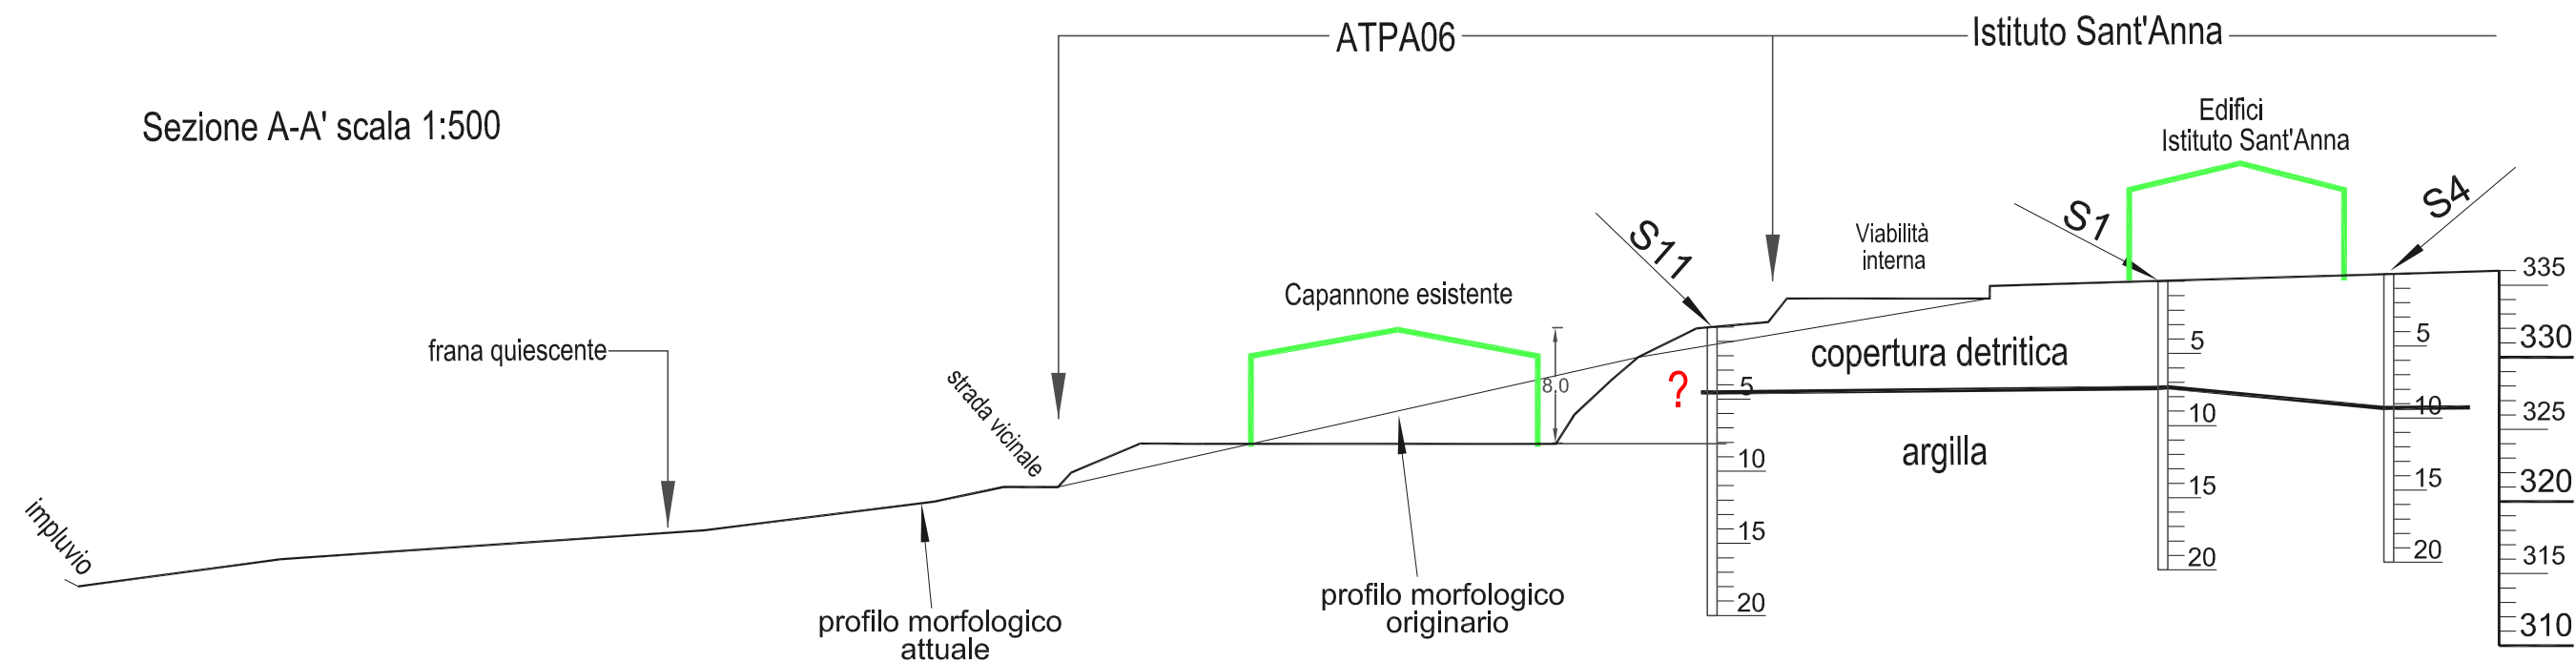 ATPA06
Istituto Sant'Anna
Sezione A-A' scala 1:500
Edifici
Istituto Sant'Anna
S11
S1
S4
Viabilità
interna
Capannone esistente
frana quiescente
strada vicinale
impluvio
8,0
?
copertura detritica
argilla
profilo morfologico
attuale
profilo morfologico
originario
5
10
15
20
5
10
15
20
5
10
15
20
335
330
325
320
315
310